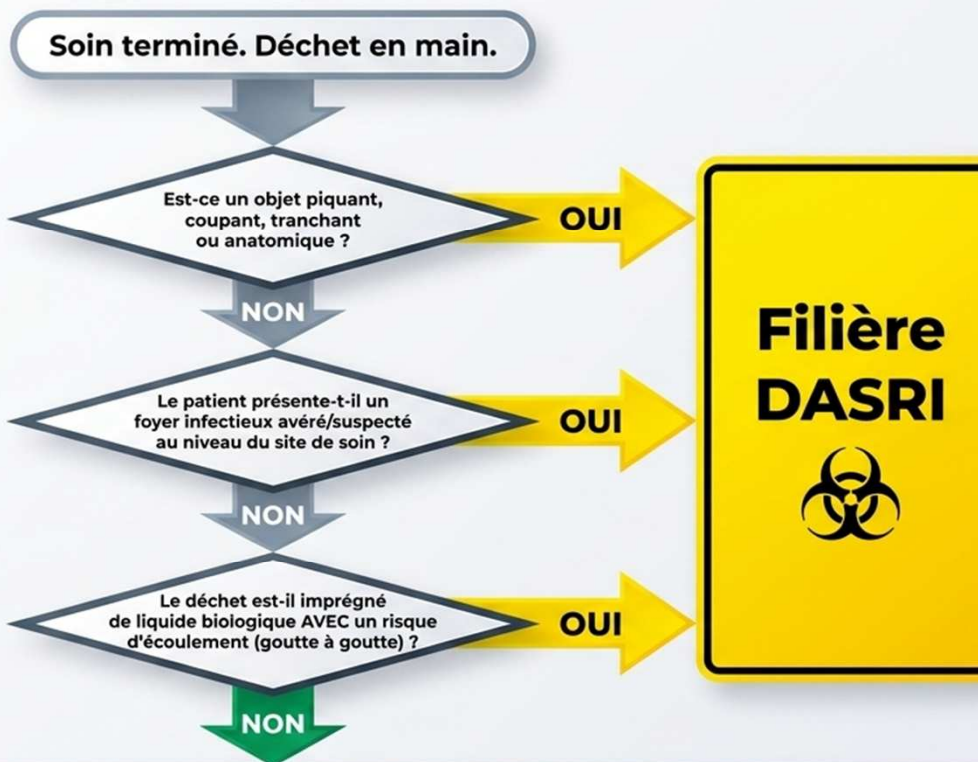 Soin terminé. Déchet en main.
Est-ce un objet piquant,
coupant, tranchant
ou anatomique ?
OUI
NON
Le patient présente-t-il un
foyer infectieux avéré/suspecté
au niveau du site de soin ?
OUI
NON
Le déchet est-il imprégné
de liquide biologique AVEC un risque
d'écoulement (goutte à goutte) ?
OUI
NON
Filière
DASRI